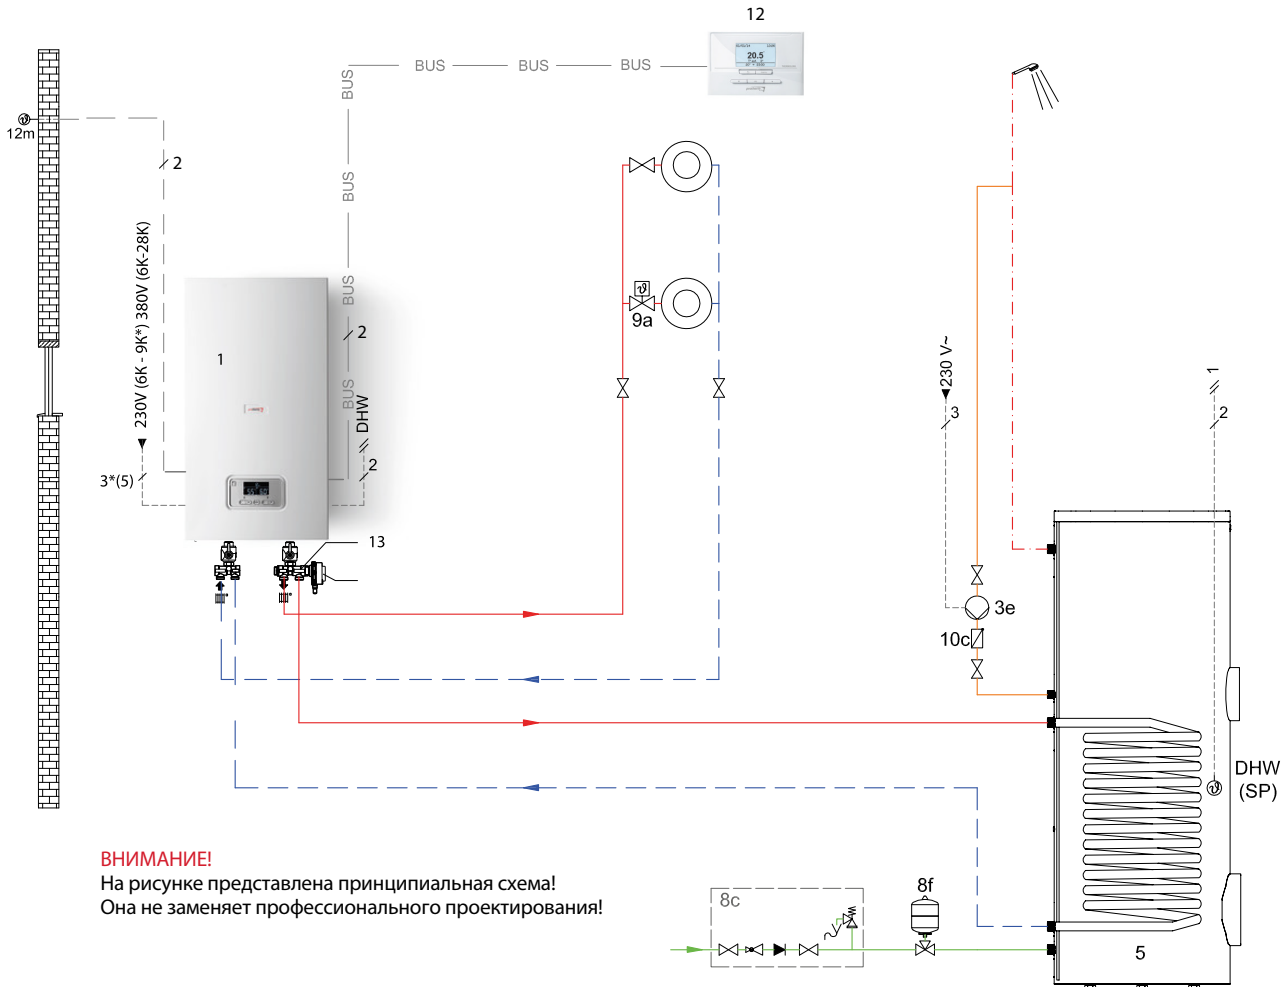 12
BUS
BUS
BUS
BUS
BUS
BUS
BUS
20.5
12m
2
230V (6K - 9K*) 380V (6K-28K)
1
2
DHW
2
3*(5)
13
9a
230 V~
3
1
2
3e
10c
DHW
(SP)
ВНИМАНИЕ!
На рисунке представлена принципиальная схема!
Она не заменяет профессионального проектирования!
8c
8f
5